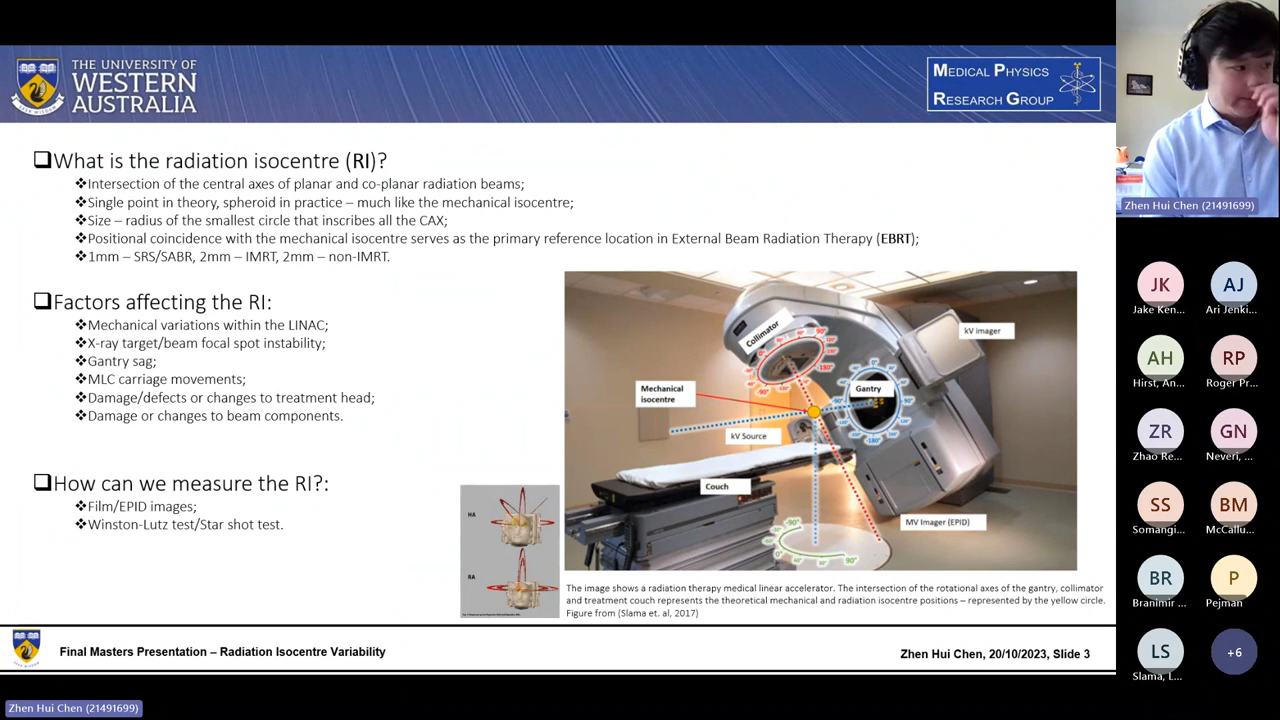 THE UNIVERSITY OF
WESTERN
AUSTRALIA
MEDICAL PHYSICS
RESEARCH GROUP
What is the radiation isocentre (RI)?
Intersection of the central axes of planar and co-planar radiation beams;
Single point in theory, spheroid in practice – much like the mechanical isocentre;
Size – radius of the smallest circle that inscribes all the CAX;
Positional coincidence with the mechanical isocentre serves as the primary reference location in External Beam Radiation Therapy (EBRT);
1mm – SRS/SABR, 2mm – IMRT, 2mm – non-IMRT.
Factors affecting the RI:
Mechanical variations within the LINAC;
X-ray target/beam focal spot instability;
Gantry sag;
MLC carriage movements;
Damage/defects or changes to treatment head;
Damage or changes to beam components.
How can we measure the RI?:
Film/EPID images;
Winston-Lutz test/Star shot test.
HA
RA
Collimator
kV imager
Mechanical
isocentre
Gantry
kV Source
Couch
MV Imager (EPID)
The image shows a radiation therapy medical linear accelerator. The intersection of the rotational axes of the gantry, collimator
and treatment couch represents the theoretical mechanical and radiation isocentre positions – represented by the yellow circle.
Figure from (Slama et. al, 2017)
Final Masters Presentation – Radiation Isocentre Variability
Zhen Hui Chen, 20/10/2023, Slide 3
Zhen Hui Chen (21491699)
Zhen Hui Chen (21491699)
JK
Jake Ken...
AJ
Ari Jenki...
AH
Hirst, An...
RP
Roger Pr...
ZR
Zhao Re...
GN
Neveri, ...
SS
Somangi...
BM
McCallu...
BR
Branimir ...
P
Pejman
LS
Slama, L...
+6